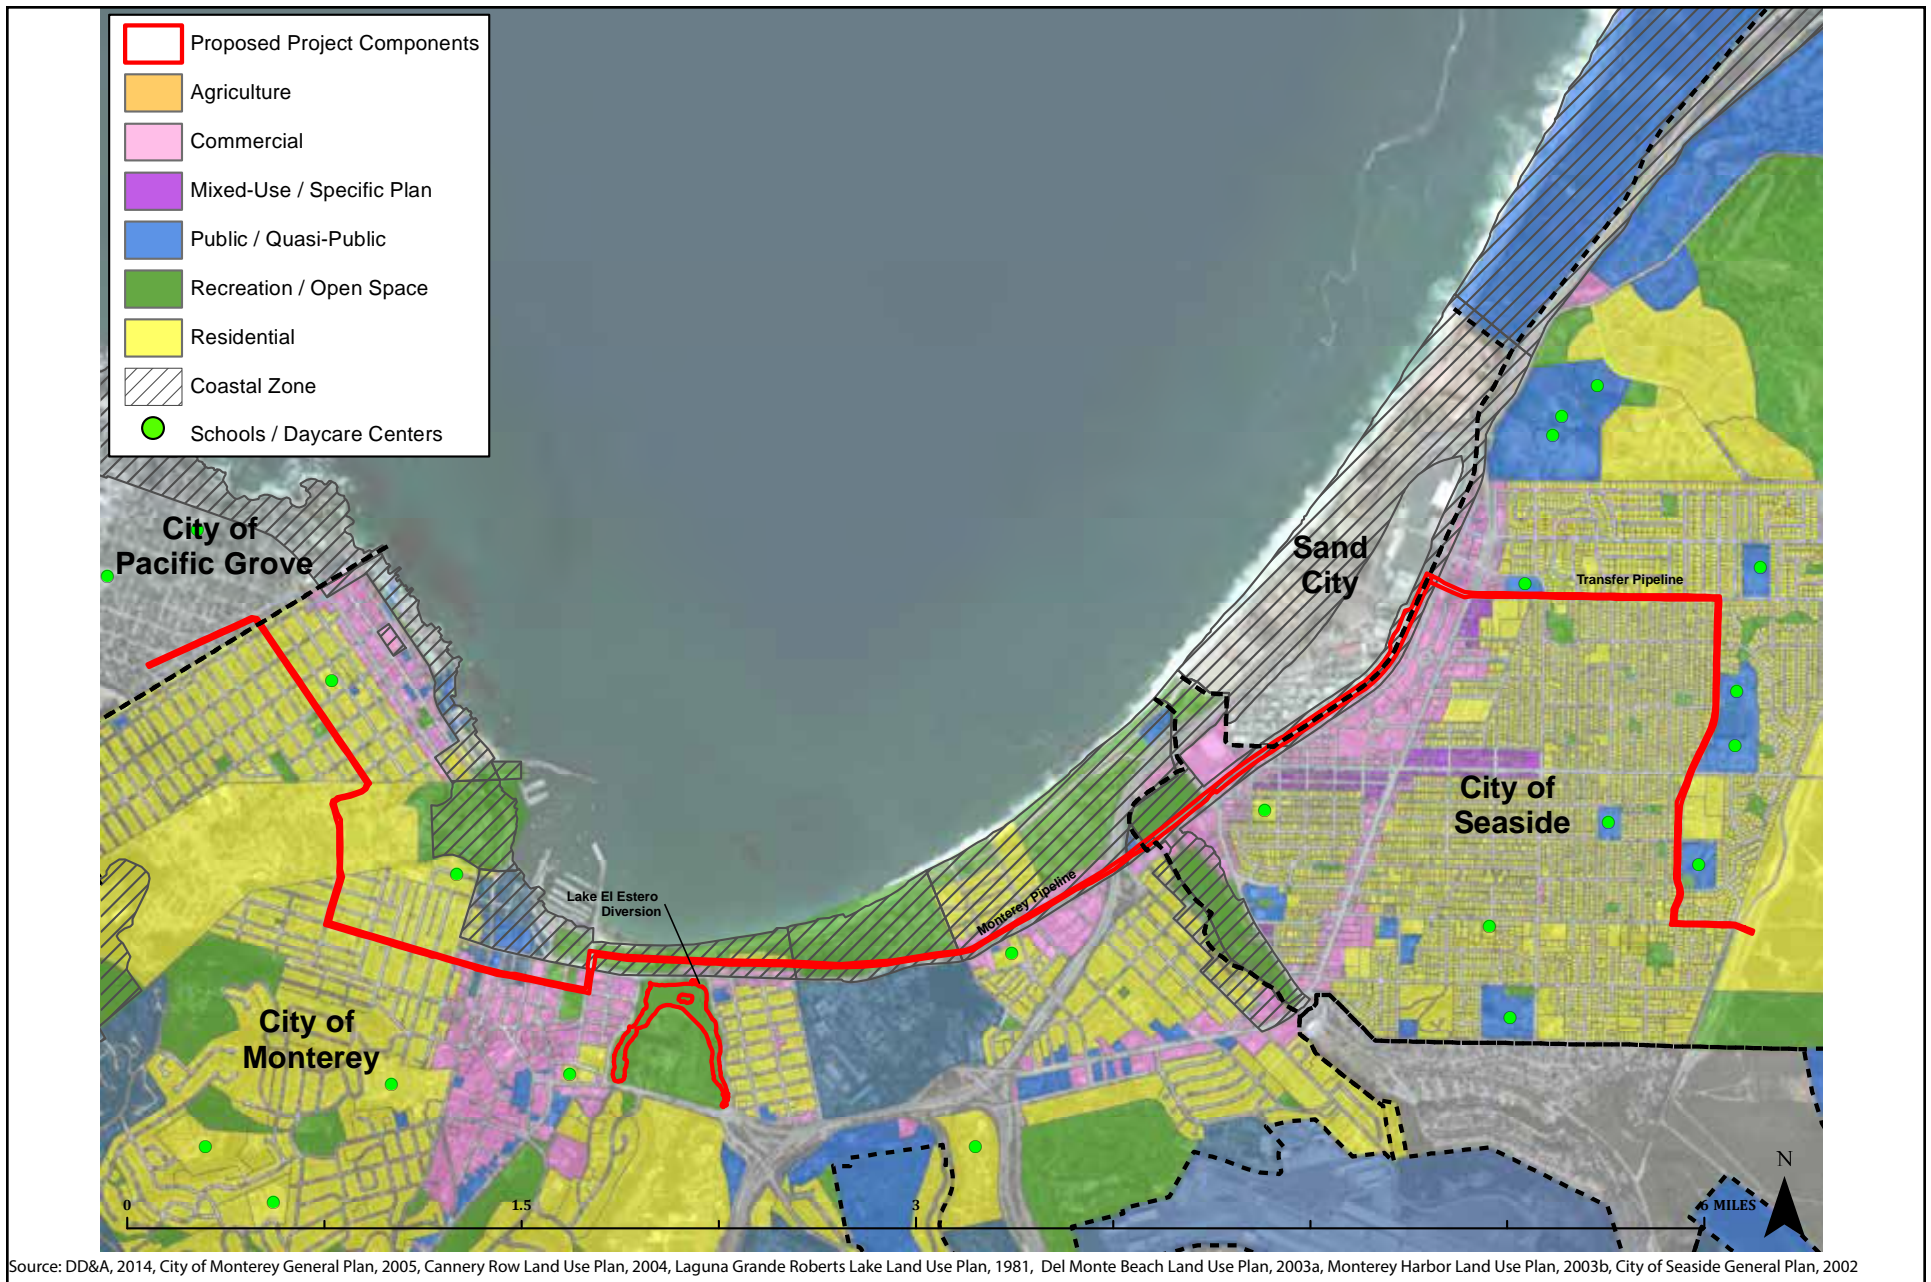 Proposed Project Components
Agriculture
Commercial
Mixed-Use / Specific Plan
Public / Quasi-Public
Recreation / Open Space
Residential
Coastal Zone
Schools / Daycare Centers
City of
Pacific Grove
Sand
City
Transfer Pipeline
City of
Seaside
Lake El Estero
Diversion
Monterey Pipeline
City of
Monterey
N
0
1.5
3
6 MILES
Source: DD&A, 2014, City of Monterey General Plan, 2005, Cannery Row Land Use Plan, 2004, Laguna Grande Roberts Lake Land Use Plan, 1981, Del Monte Beach Land Use Plan, 2003a, Monterey Harbor Land Use Plan, 2003b, City of Seaside General Plan, 2002